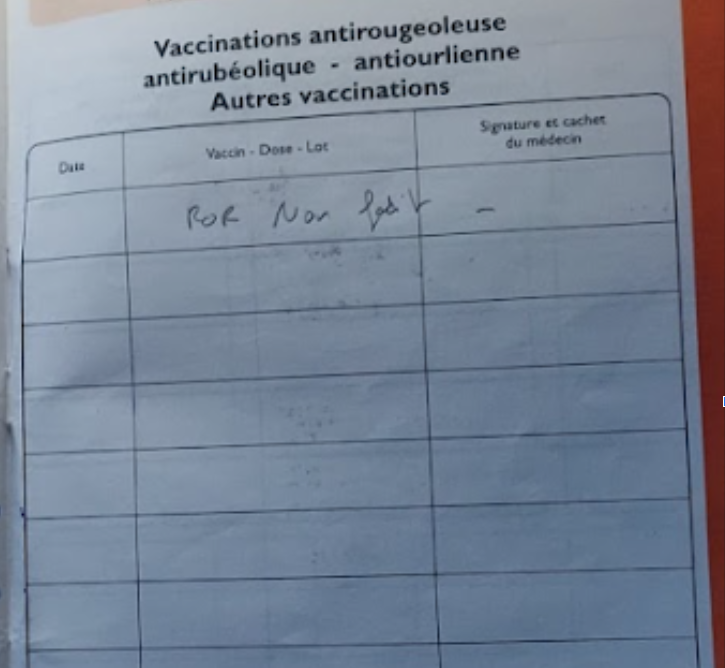 Vaccinations antirougeoleuse
antirubéolique - antiourlienne
Autres vaccinations
Date
Vaccin - Dose - Lot
Signature et cachet
du médecin
ROR Non fait -